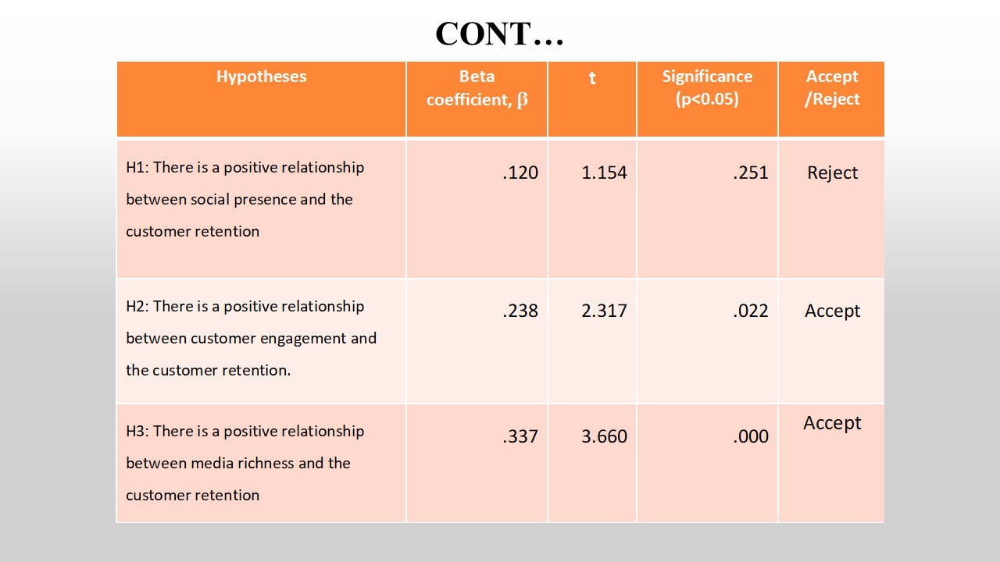 CONT…
Hypotheses
Beta
coefficient, β
t
Significance
(p<0.05)
Accept
/Reject
H1: There is a positive relationship
between social presence and the
customer retention
.120
1.154
.251
Reject
H2: There is a positive relationship
between customer engagement and
the customer retention.
.238
2.317
.022
Accept
H3: There is a positive relationship
between media richness and the
customer retention
.337
3.660
.000
Accept